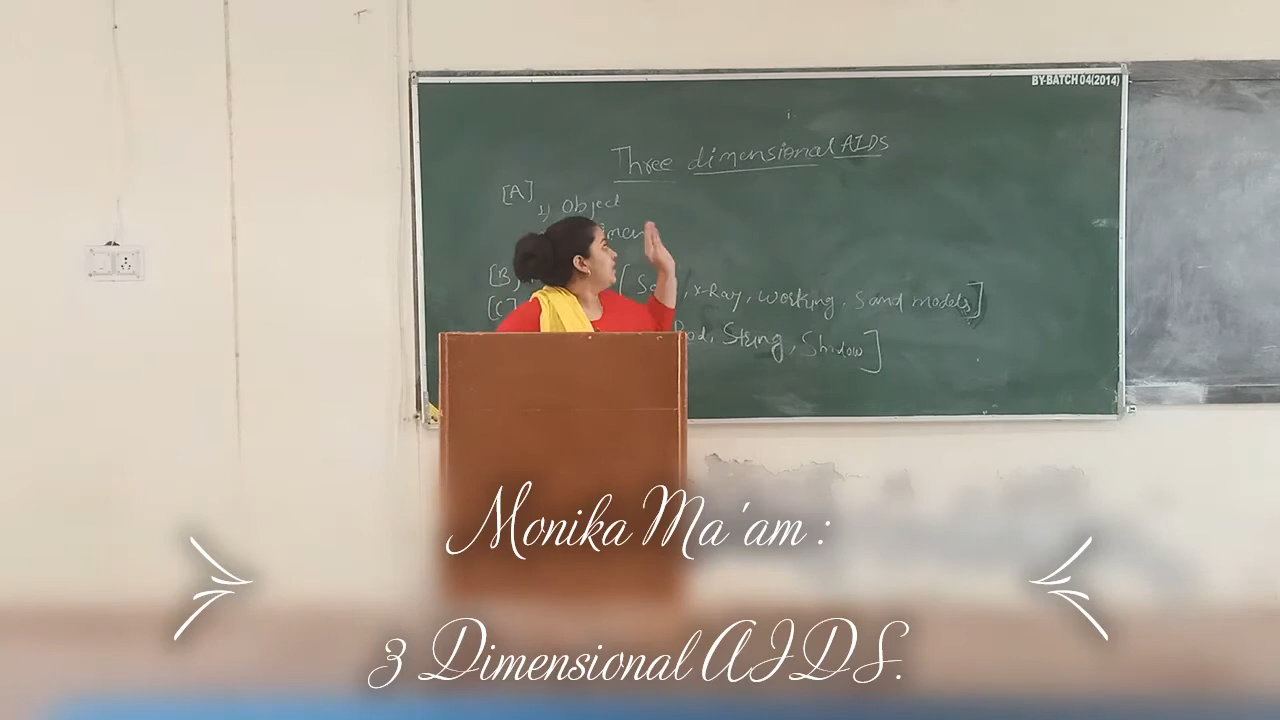 BY-BATCH 04(2014)
Three dimensional AIDS
[A]
1) Object
imen
[B]
[C] x-Ray, working, Sand models]
Rod, String, Shadow]
Monika Ma'am :
3 Dimensional AIDS.